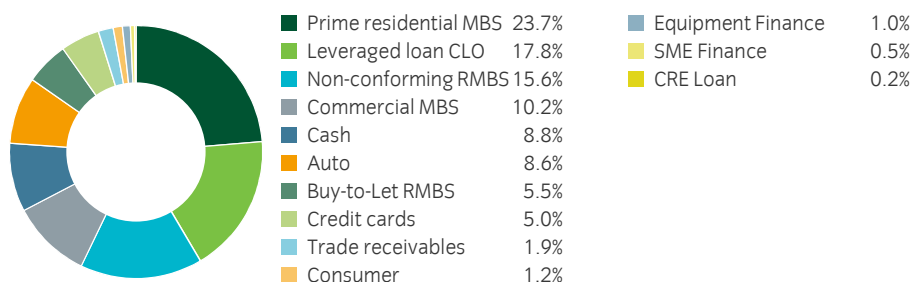 Prime residential MBS 23.7%
Leveraged loan CLO 17.8%
Non-conforming RMBS 15.6%
Commercial MBS 10.2%
Cash 8.8%
Auto 8.6%
Buy-to-Let RMBS 5.5%
Credit cards 5.0%
Trade receivables 1.9%
Consumer 1.2%
Equipment Finance 1.0%
SME Finance 0.5%
CRE Loan 0.2%